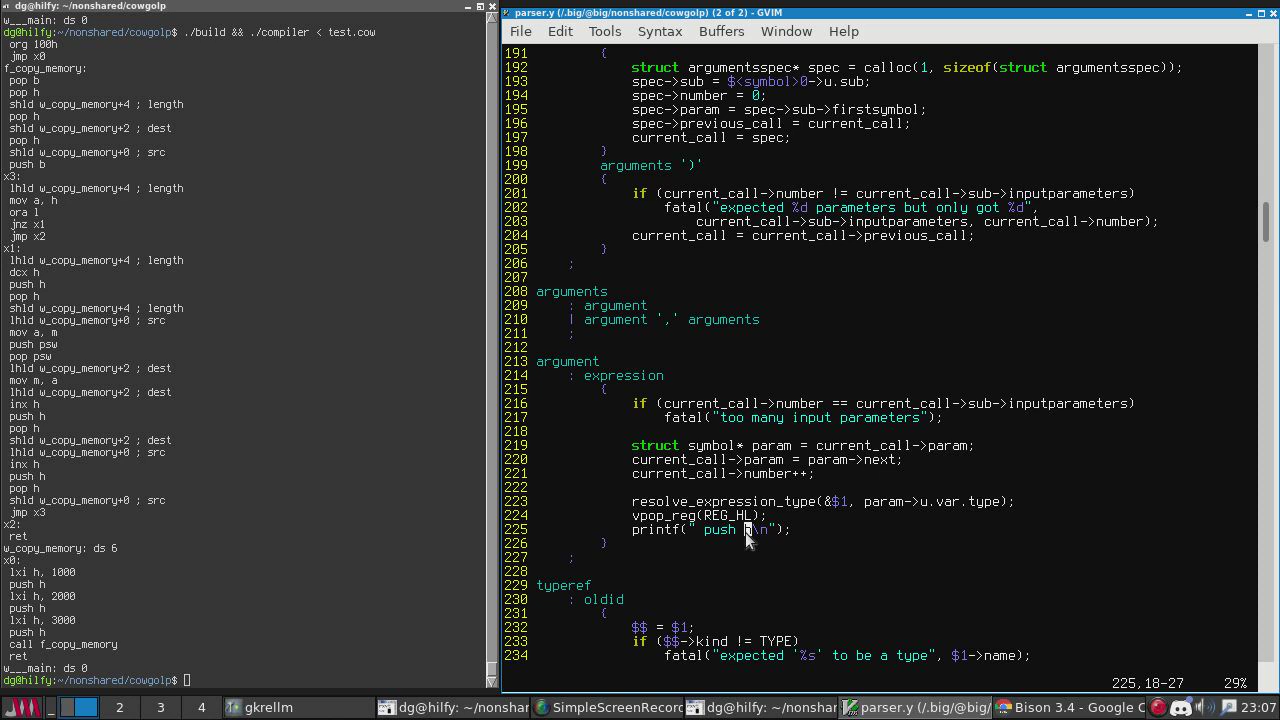 dg@hilfy: ~/nonshared/cowgolp
w___main: ds 0
dg@hilfy:~/nonshared/cowgolp$ ./build && ./compiler < test.cow
org 100h
jmp x0
f_copy_memory:
pop b
pop h
shld w_copy_memory+4 ; length
pop h
shld w_copy_memory+2 ; dest
pop h
shld w_copy_memory+0 ; src
push b
x3:
lhld w_copy_memory+4 ; length
mov a, h
ora l
jnz x1
jmp x2
x1:
lhld w_copy_memory+4 ; length
dcx h
push h
pop h
shld w_copy_memory+4 ; length
lhld w_copy_memory+0 ; src
mov a, m
push psw
pop psw
lhld w_copy_memory+2 ; dest
mov m, a
lhld w_copy_memory+2 ; dest
inx h
push h
pop h
shld w_copy_memory+2 ; dest
lhld w_copy_memory+0 ; src
inx h
push h
pop h
shld w_copy_memory+0 ; src
jmp x3
x2:
ret
w_copy_memory: ds 6
x0:
lxi h, 1000
push h
lxi h, 2000
push h
lxi h, 3000
push h
call f_copy_memory
ret
w___main: ds 0
dg@hilfy:~/nonshared/cowgolp$
parser.y (/.big/@big/nonshared/cowgolp) (2 of 2) - GVIM
File Edit Tools Syntax Buffers Window Help
191 {
192 struct argumentsspec* spec = calloc(1, sizeof(struct argumentsspec));
193 spec->sub = $<symbol>0->u.sub;
194 spec->number = 0;
195 spec->param = spec->sub->firstsymbol;
196 spec->previous_call = current_call;
197 current_call = spec;
198 }
199 arguments ')'
200 {
201 if (current_call->number != current_call->sub->inputparameters)
202 fatal("expected %d parameters but only got %d",
203 current_call->sub->inputparameters, current_call->number);
204 current_call = current_call->previous_call;
205 }
206 ;
207
208 arguments
209 : argument
210 | argument ',' arguments
211 ;
212
213 argument
214 : expression
215 {
216 if (current_call->number == current_call->sub->inputparameters)
217 fatal("too many input parameters");
218
219 struct symbol* param = current_call->param;
220 current_call->param = param->next;
221 current_call->number++;
222
223 resolve_expression_type(&$1, param->u.var.type);
224 vpop_reg(REG_HL);
225 printf(" push h\n");
226 }
227 ;
228
229 typeref
230 : oldid
231 {
232 $$ = $1;
233 if ($$->kind != TYPE)
234 fatal("expected '%s' to be a type", $1->name);
225,18-27 29%
2 3 4 gkrellm dg@hilfy: ~/nonshar SimpleScreenRecor dg@hilfy: ~/nonshar parser.y (/.big/@big/ Bison 3.4 - Google C 23:07